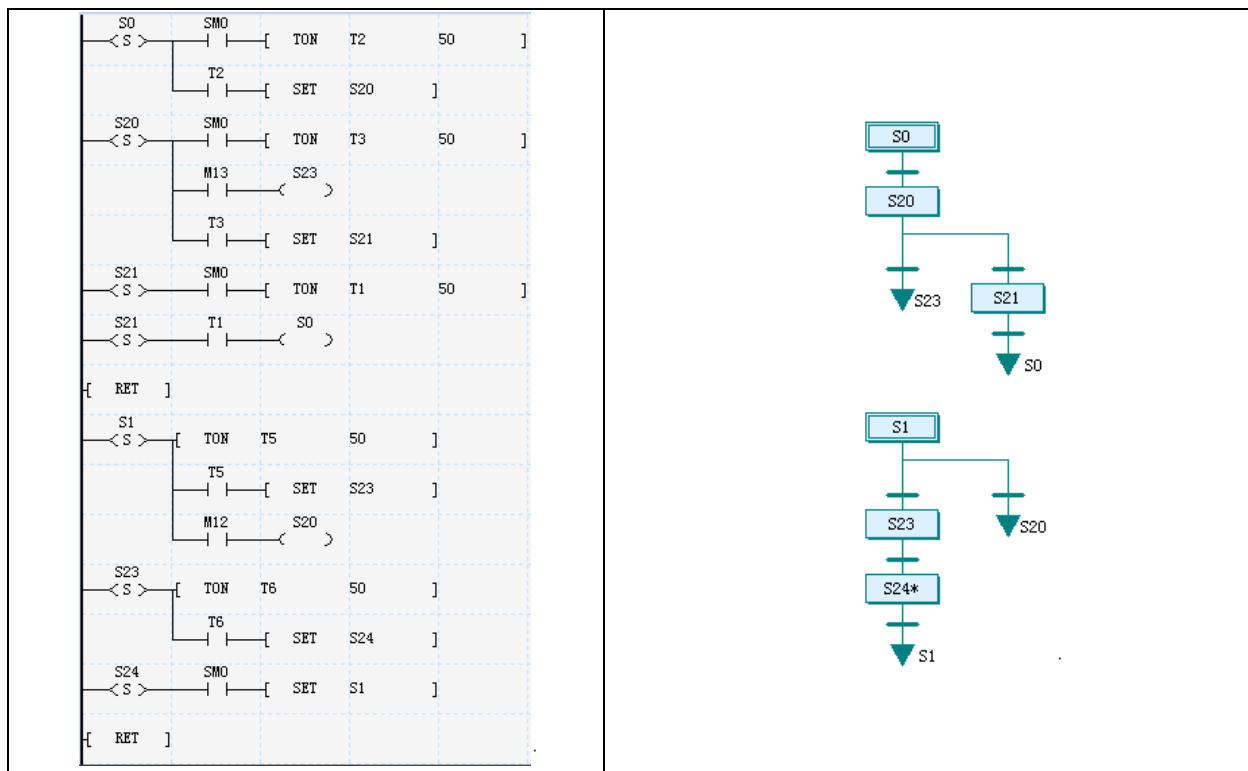 S0 SM0
S [ TON T2 50 ]
T2
[ SET S20 ]
S20 SM0
S [ TON T3 50 ]
M13 S23
T3
[ SET S21 ]
S21 SM0
S [ TON T1 50 ]
S21 T1 S0
S
[ RET ]
S1
S [ TON T5 50 ]
T5
[ SET S23 ]
M12 S20
S23
S [ TON T6 50 ]
T6
[ SET S24 ]
S24 SM0
S [ SET S1 ]
[ RET ]
S0
S20
S23
S21
S0
S1
S23
S20
S24*
S1